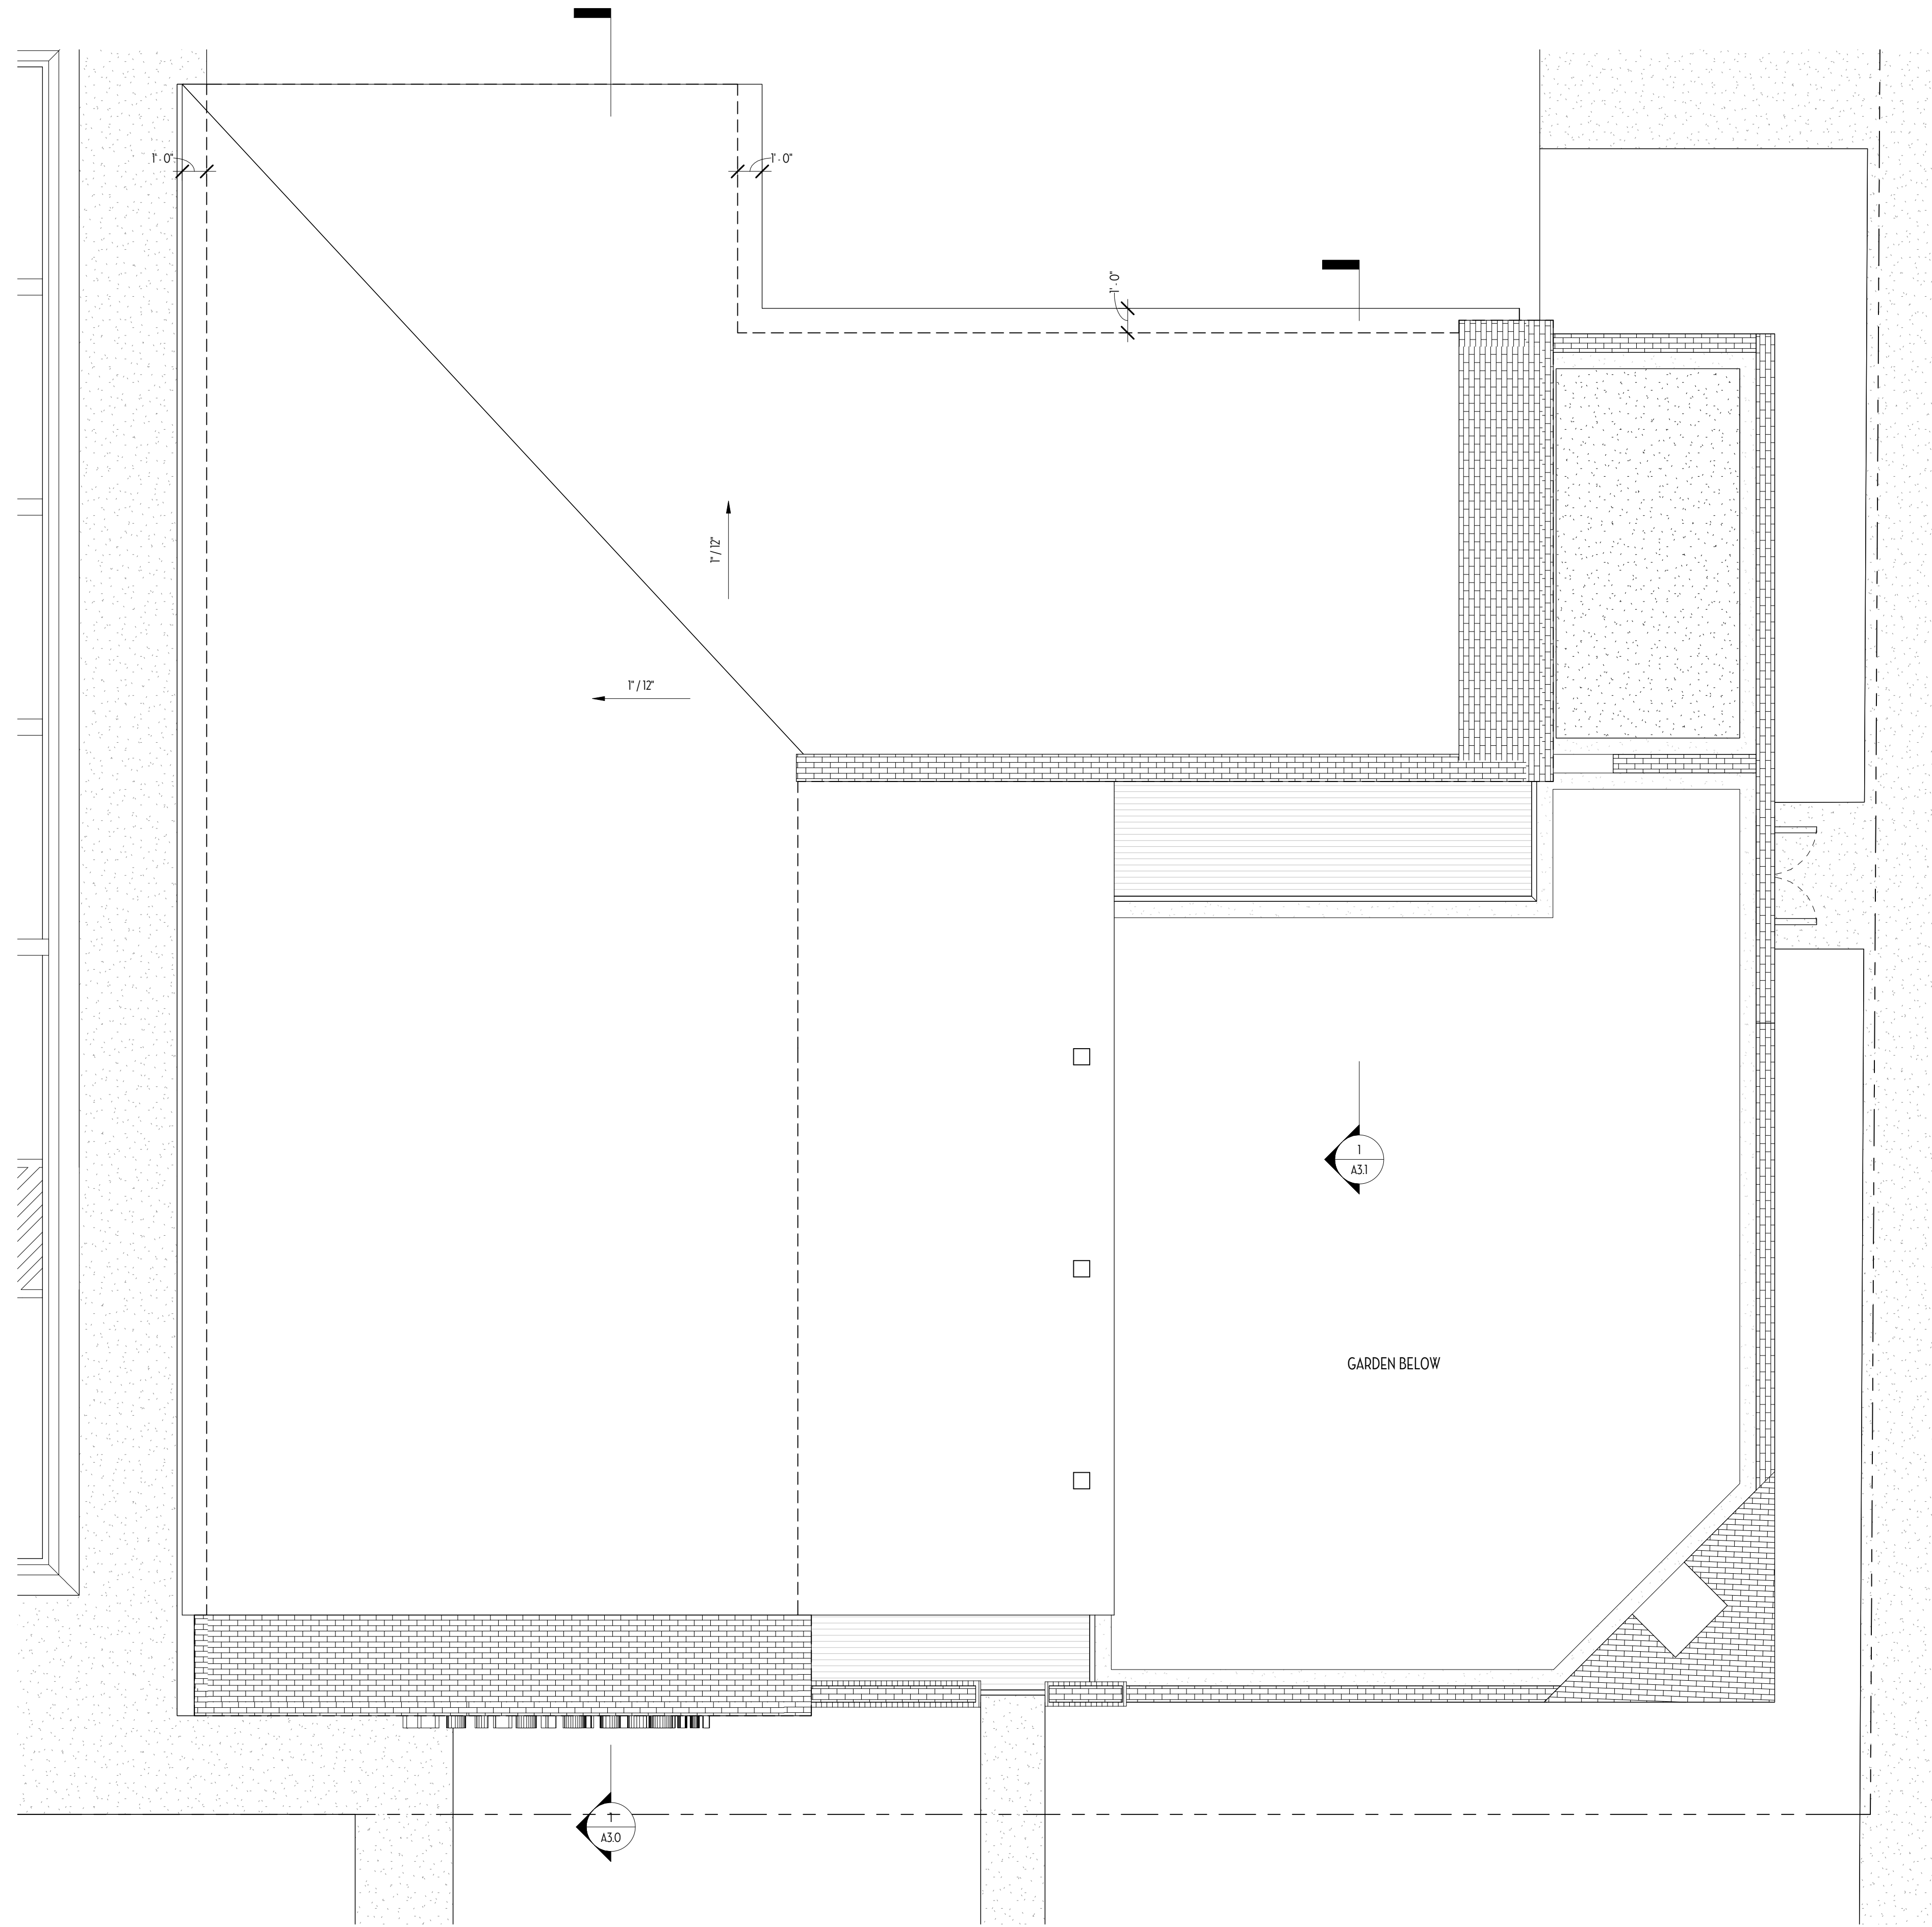 1' - 0"
1' - 0"
1' - 0"
1" / 12"
1" / 12"
1
A3.1
GARDEN BELOW
1
A3.0